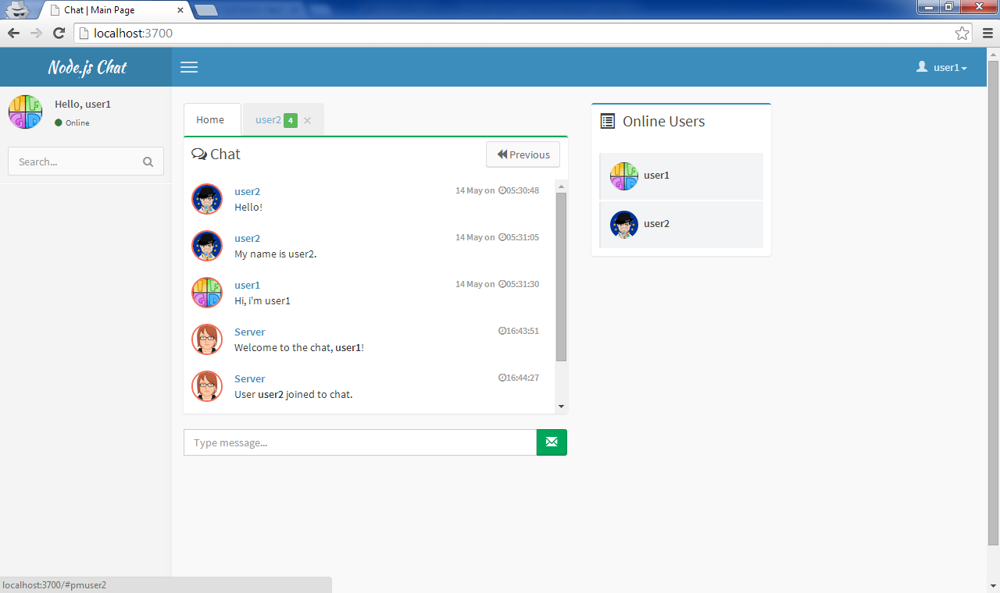 Chat | Main Page
localhost:3700
Node.js Chat
user1
Hello, user1
Online
Search...
Home
user2 4
Chat
Previous
user2
14 May on 05:30:48
Hello!
user2
14 May on 05:31:05
My name is user2.
user1
14 May on 05:31:30
Hi, i'm user1
Server
16:43:51
Welcome to the chat, user1!
Server
16:44:27
User user2 joined to chat.
Type message...
Online Users
user1
user2
localhost:3700/#pmuser2